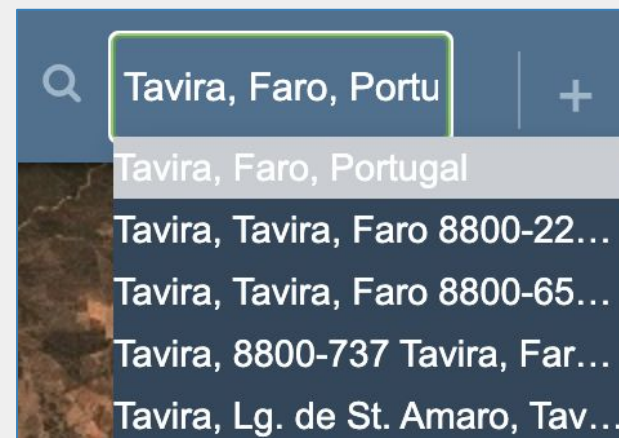 Tavira, Faro, Portu
+
Tavira, Faro, Portugal
Tavira, Tavira, Faro 8800-22...
Tavira, Tavira, Faro 8800-65...
Tavira, 8800-737 Tavira, Far...
Tavira, Lg. de St. Amaro, Tav...